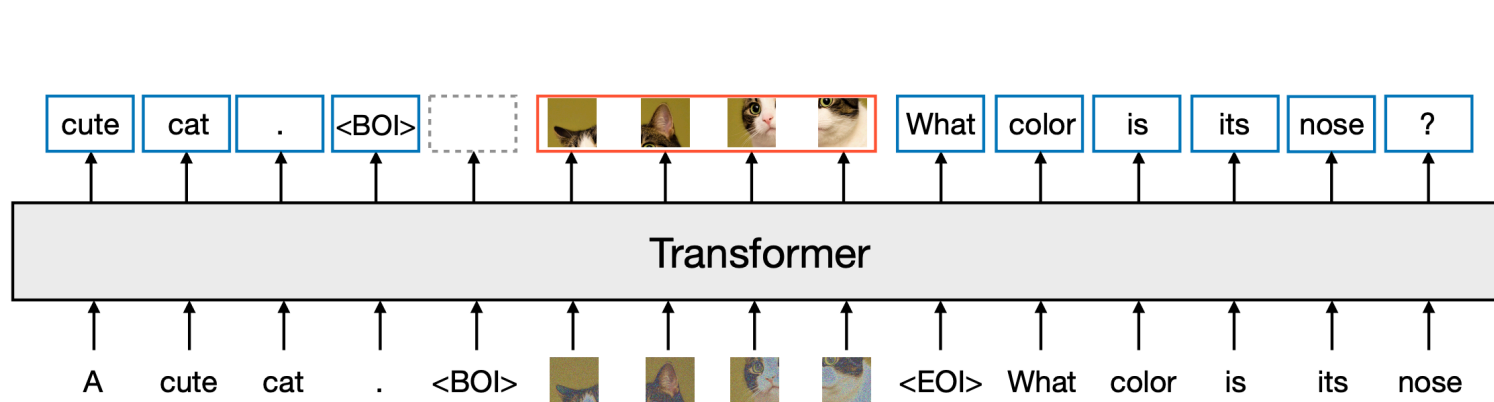 cute cat . <BOI> What color is its nose ?
Transformer
A cute cat . <BOI> <EOI> What color is its nose